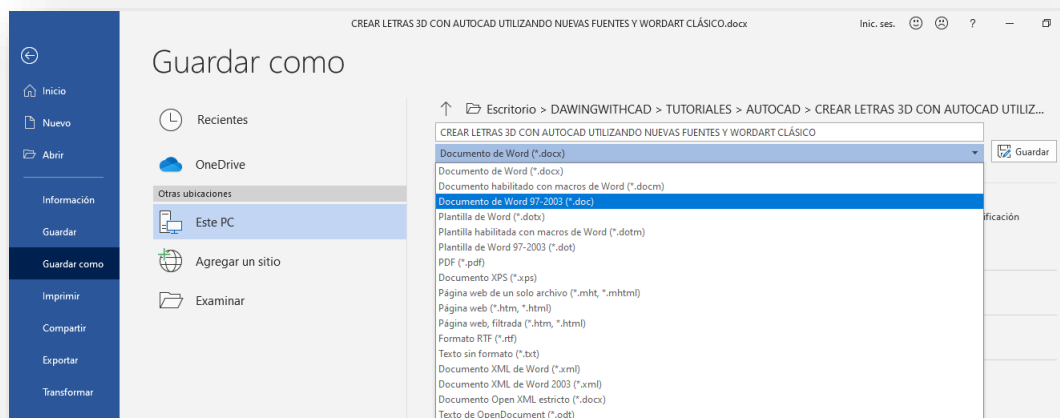 CREAR LETRAS 3D CON AUTOCAD UTILIZANDO NUEVAS FUENTES Y WORDART CLÁSICO.docx
Inic. ses.
?
Guardar como
Inicio
Nuevo
Abrir
Información
Guardar
Guardar como
Imprimir
Compartir
Exportar
Transformar
Recientes
OneDrive
Otras ubicaciones
Este PC
Agregar un sitio
Examinar
Escritorio > DAWINGWITHCAD > TUTORIALES > AUTOCAD > CREAR LETRAS 3D CON AUTOCAD UTILIZ...
CREAR LETRAS 3D CON AUTOCAD UTILIZANDO NUEVAS FUENTES Y WORDART CLÁSICO
Documento de Word (*.docx)
Guardar
Documento de Word (*.docx)
Documento habilitado con macros de Word (*.docm)
Documento de Word 97-2003 (*.doc)
Plantilla de Word (*.dotx)
ificación
Plantilla habilitada con macros de Word (*.dotm)
Plantilla de Word 97-2003 (*.dot)
PDF (*.pdf)
Documento XPS (*.xps)
Página web de un solo archivo (*.mht, *.mhtml)
Página web (*.htm, *.html)
Página web, filtrada (*.htm, *.html)
Formato RTF (*.rtf)
Texto sin formato (*.txt)
Documento XML de Word (*.xml)
Documento XML de Word 2003 (*.xml)
Documento Open XML estricto (*.docx)
Texto de OpenDocument (*.odt)